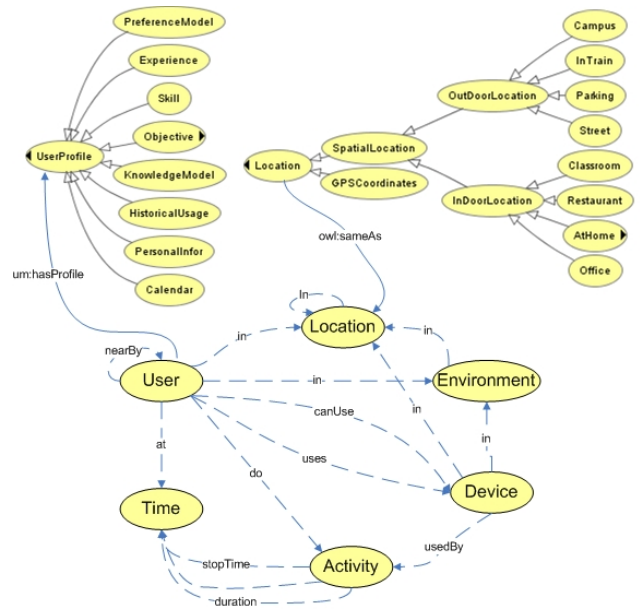 PreferenceModel
Experience
Skill
Objective
UserProfile
KnowledgeModel
HistoricalUsage
PersonalInfor
Calendar
Campus
InTrain
OutDoorLocation
Parking
Street
SpatialLocation
Location
GPSCoordinates
Classroom
InDoorLocation
Restaurant
AtHome
Office
owl:sameAs
um:hasProfile
In
Location
nearBy
in
in
User
in
Environment
canUse
in
in
at
uses
do
Device
Time
usedBy
stopTime
Activity
duration